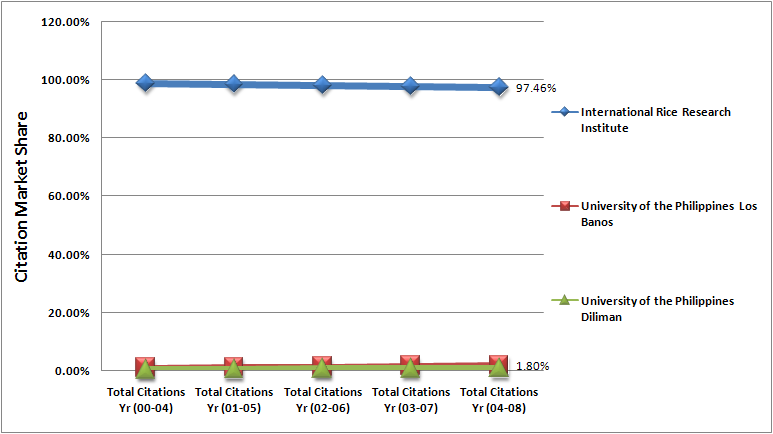 120.00%
100.00%
80.00%
60.00%
40.00%
20.00%
0.00%
Citation Market Share
97.46%
1.80%
Total Citations
Yr (00-04)
Total Citations
Yr (01-05)
Total Citations
Yr (02-06)
Total Citations
Yr (03-07)
Total Citations
Yr (04-08)
International Rice Research
Institute
University of the Philippines Los
Banos
University of the Philippines
Diliman